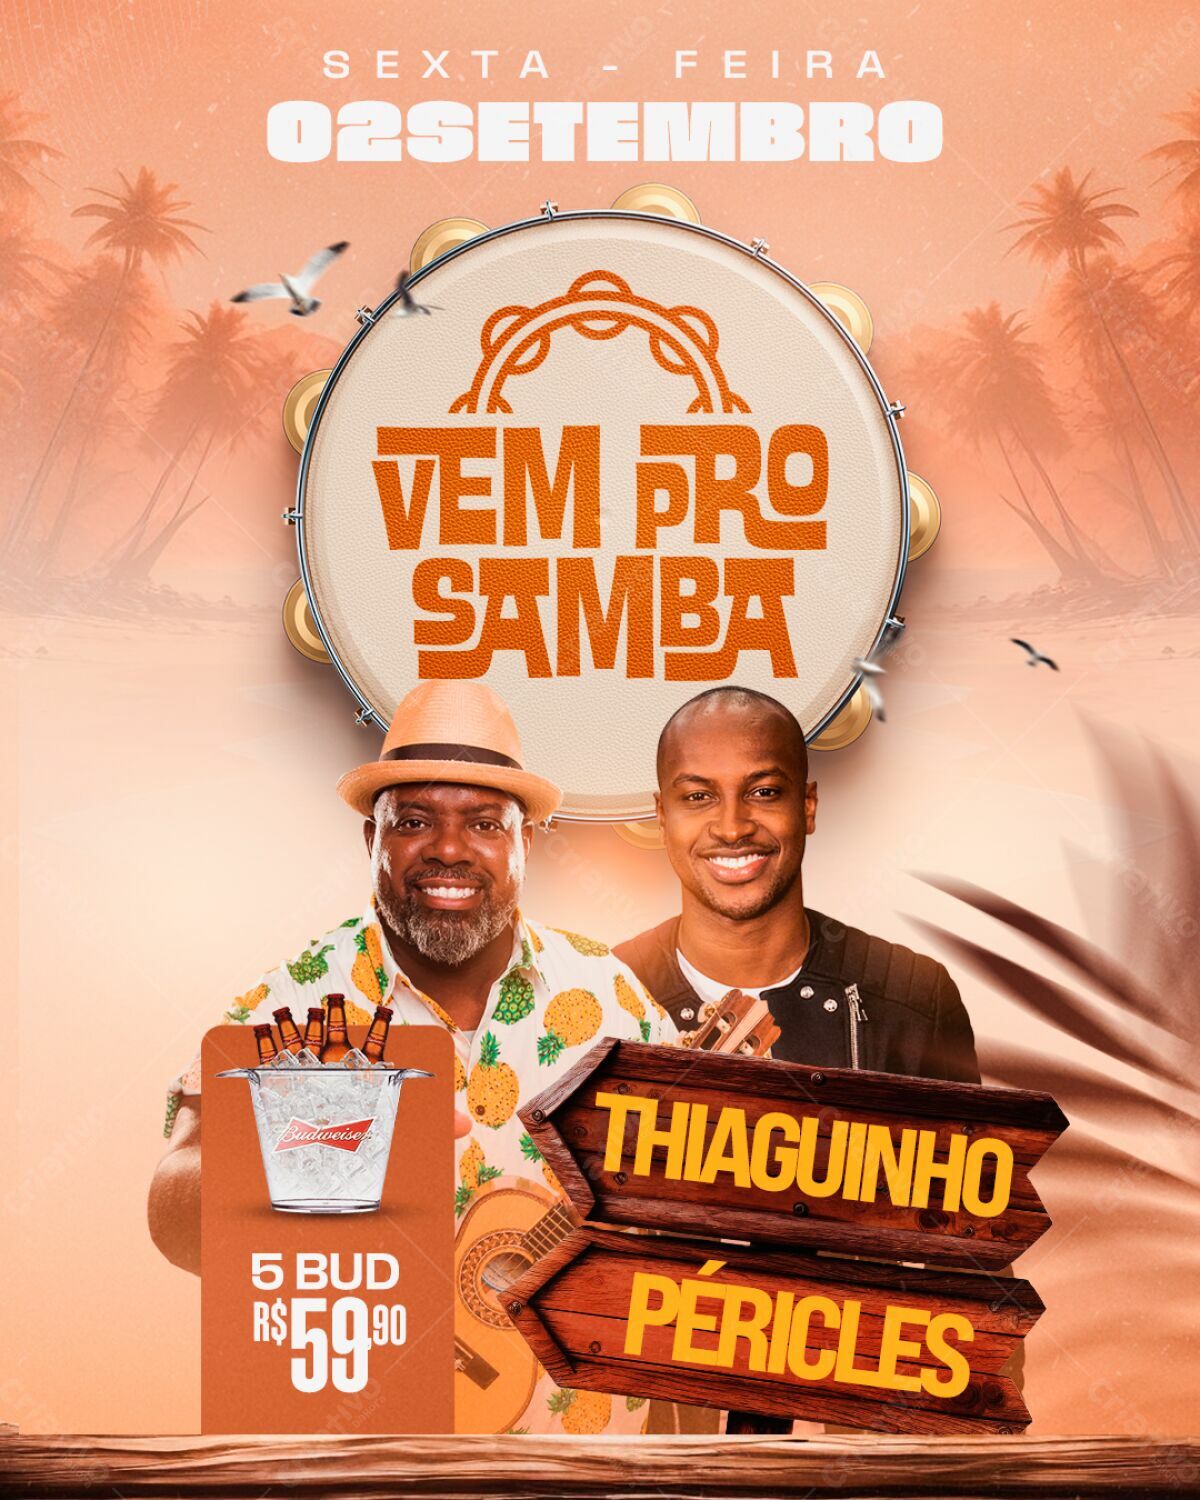 SEXTA - FEIRA
02SETEMBRO
VEM PRO
SAMBA
Budweiser
THIAGUINHO
PÉRICLES
5 BUD
R$59,90